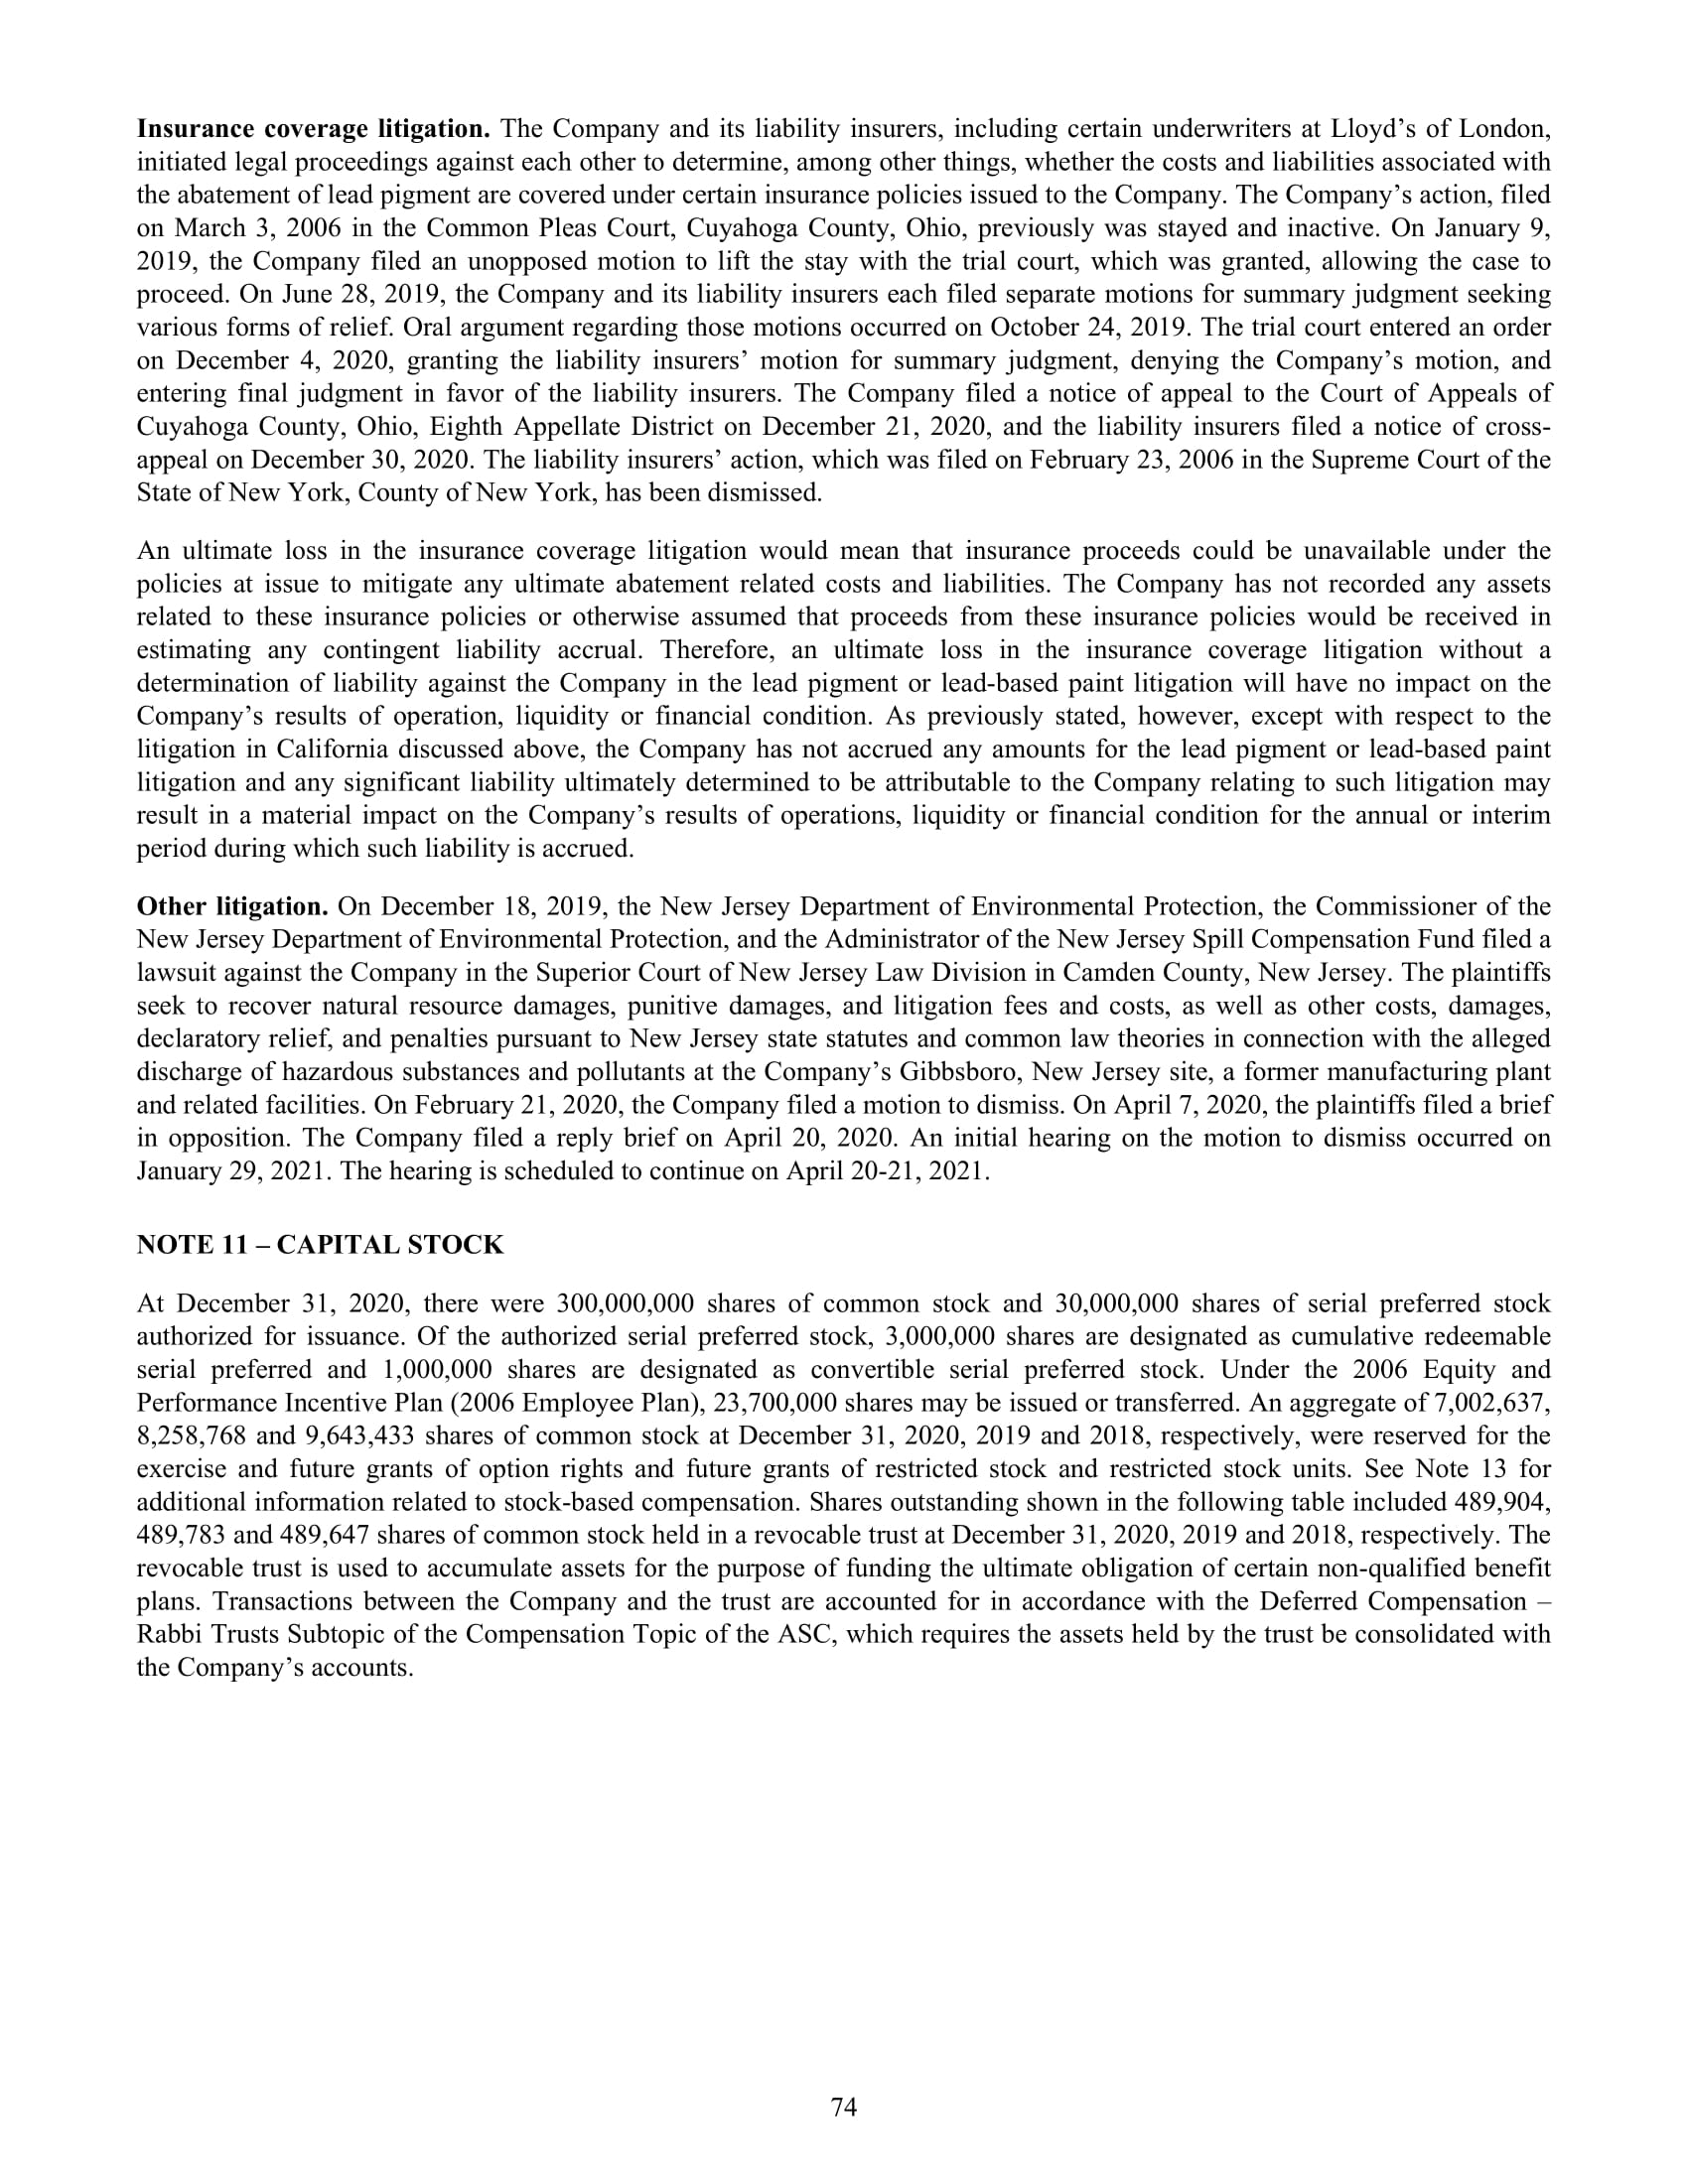 Insurance coverage litigation. The Company and its liability insurers, including certain underwriters at Lloyd’s of London,
initiated legal proceedings against each other to determine, among other things, whether the costs and liabilities associated with
the abatement of lead pigment are covered under certain insurance policies issued to the Company. The Company’s action, filed
on March 3, 2006 in the Common Pleas Court, Cuyahoga County, Ohio, previously was stayed and inactive. On January 9,
2019, the Company filed an unopposed motion to lift the stay with the trial court, which was granted, allowing the case to
proceed. On June 28, 2019, the Company and its liability insurers each filed separate motions for summary judgment seeking
various forms of relief. Oral argument regarding those motions occurred on October 24, 2019. The trial court entered an order
on December 4, 2020, granting the liability insurers’ motion for summary judgment, denying the Company’s motion, and
entering final judgment in favor of the liability insurers. The Company filed a notice of appeal to the Court of Appeals of
Cuyahoga County, Ohio, Eighth Appellate District on December 21, 2020, and the liability insurers filed a notice of cross-
appeal on December 30, 2020. The liability insurers’ action, which was filed on February 23, 2006 in the Supreme Court of the
State of New York, County of New York, has been dismissed.
An ultimate loss in the insurance coverage litigation would mean that insurance proceeds could be unavailable under the
policies at issue to mitigate any ultimate abatement related costs and liabilities. The Company has not recorded any assets
related to these insurance policies or otherwise assumed that proceeds from these insurance policies would be received in
estimating any contingent liability accrual. Therefore, an ultimate loss in the insurance coverage litigation without a
determination of liability against the Company in the lead pigment or lead-based paint litigation will have no impact on the
Company’s results of operation, liquidity or financial condition. As previously stated, however, except with respect to the
litigation in California discussed above, the Company has not accrued any amounts for the lead pigment or lead-based paint
litigation and any significant liability ultimately determined to be attributable to the Company relating to such litigation may
result in a material impact on the Company’s results of operations, liquidity or financial condition for the annual or interim
period during which such liability is accrued.
Other litigation. On December 18, 2019, the New Jersey Department of Environmental Protection, the Commissioner of the
New Jersey Department of Environmental Protection, and the Administrator of the New Jersey Spill Compensation Fund filed a
lawsuit against the Company in the Superior Court of New Jersey Law Division in Camden County, New Jersey. The plaintiffs
seek to recover natural resource damages, punitive damages, and litigation fees and costs, as well as other costs, damages,
declaratory relief, and penalties pursuant to New Jersey state statutes and common law theories in connection with the alleged
discharge of hazardous substances and pollutants at the Company’s Gibbsboro, New Jersey site, a former manufacturing plant
and related facilities. On February 21, 2020, the Company filed a motion to dismiss. On April 7, 2020, the plaintiffs filed a brief
in opposition. The Company filed a reply brief on April 20, 2020. An initial hearing on the motion to dismiss occurred on
January 29, 2021. The hearing is scheduled to continue on April 20-21, 2021.
NOTE 11 – CAPITAL STOCK
At December 31, 2020, there were 300,000,000 shares of common stock and 30,000,000 shares of serial preferred stock
authorized for issuance. Of the authorized serial preferred stock, 3,000,000 shares are designated as cumulative redeemable
serial preferred and 1,000,000 shares are designated as convertible serial preferred stock. Under the 2006 Equity and
Performance Incentive Plan (2006 Employee Plan), 23,700,000 shares may be issued or transferred. An aggregate of 7,002,637,
8,258,768 and 9,643,433 shares of common stock at December 31, 2020, 2019 and 2018, respectively, were reserved for the
exercise and future grants of option rights and future grants of restricted stock and restricted stock units. See Note 13 for
additional information related to stock-based compensation. Shares outstanding shown in the following table included 489,904,
489,783 and 489,647 shares of common stock held in a revocable trust at December 31, 2020, 2019 and 2018, respectively. The
revocable trust is used to accumulate assets for the purpose of funding the ultimate obligation of certain non-qualified benefit
plans. Transactions between the Company and the trust are accounted for in accordance with the Deferred Compensation –
Rabbi Trusts Subtopic of the Compensation Topic of the ASC, which requires the assets held by the trust be consolidated with
the Company’s accounts.
74